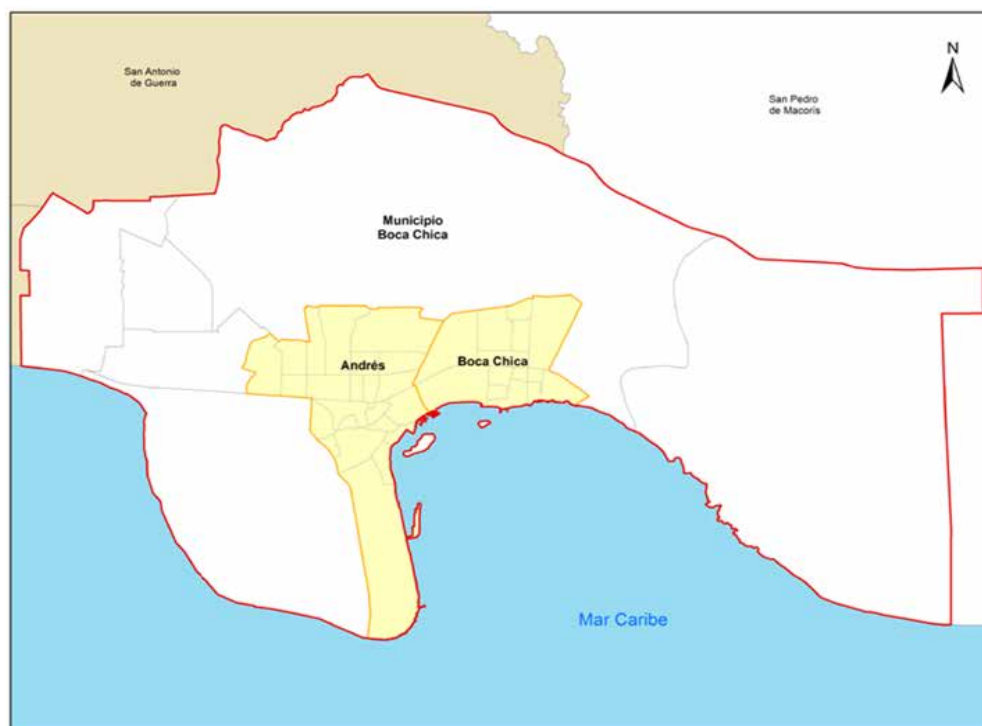 N
San Antonio
de Guerra
San Pedro
de Macorís
Municipio
Boca Chica
Andrés
Boca Chica
Mar Caribe